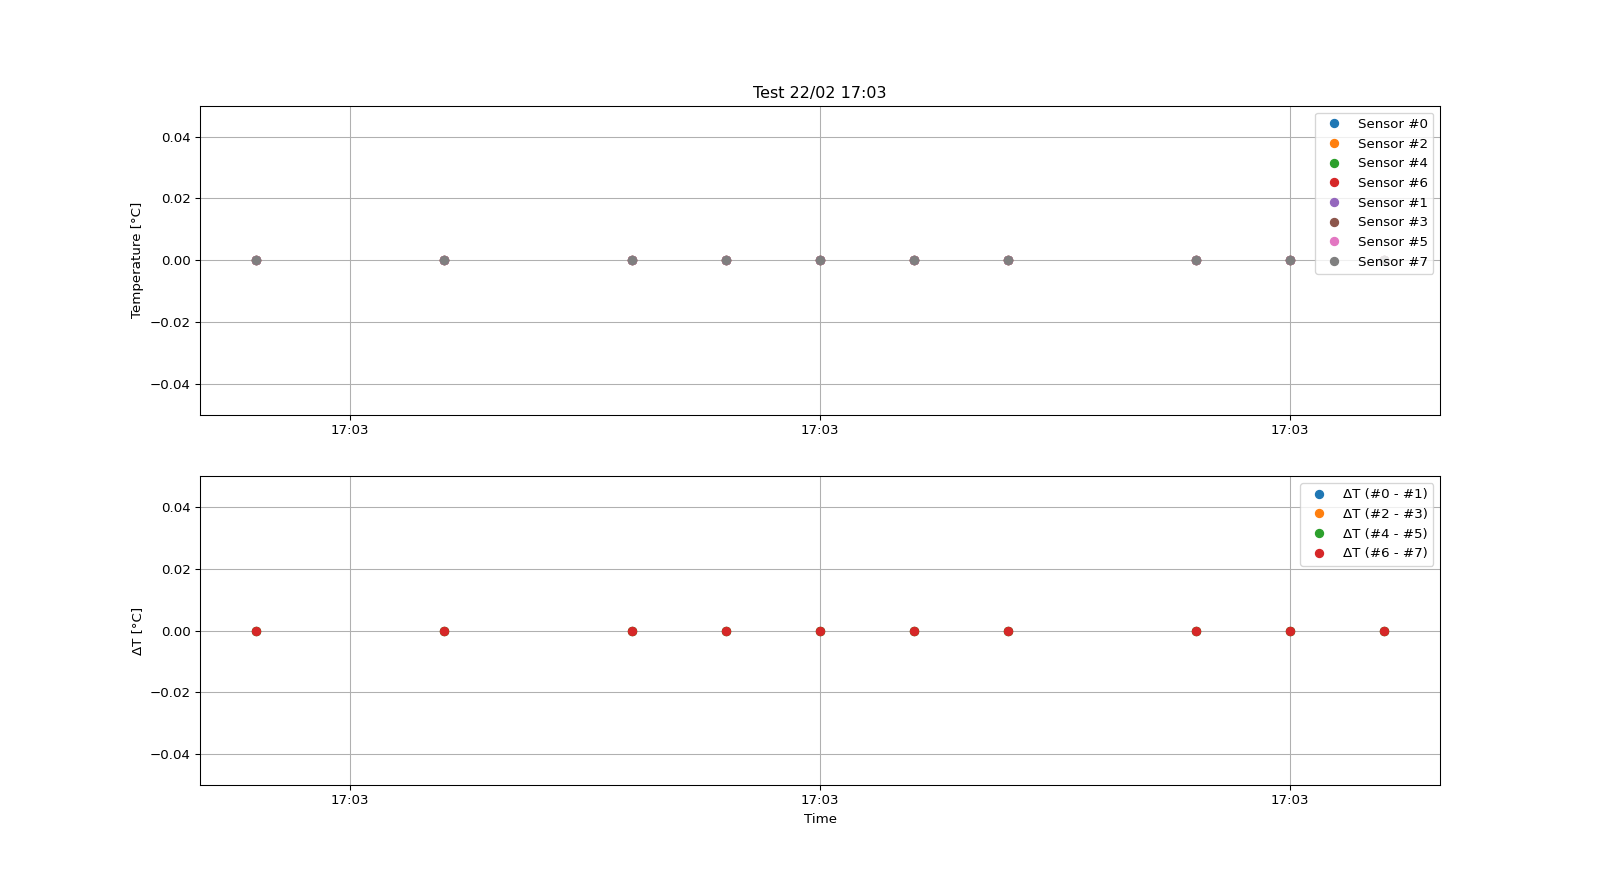 Test 22/02 17:03
Temperature [°C]
0.04
0.02
0.00
−0.02
−0.04
Sensor #0
Sensor #2
Sensor #4
Sensor #6
Sensor #1
Sensor #3
Sensor #5
Sensor #7
17:03 17:03 17:03
ΔT [°C]
0.04
0.02
0.00
−0.02
−0.04
ΔT (#0 - #1)
ΔT (#2 - #3)
ΔT (#4 - #5)
ΔT (#6 - #7)
17:03 17:03 17:03
Time